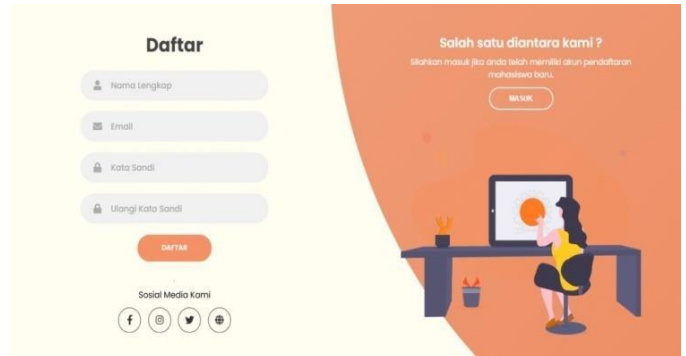 Daftar
Nama Lengkap
Email
Kata Sandi
Ulangi Kata Sandi
DAFTAR
Sosial Media Kami
Salah satu diantara kami ?
Silahkan masuk jika anda telah memiliki akun pendaftaran
mahasiswa baru.
MASUK